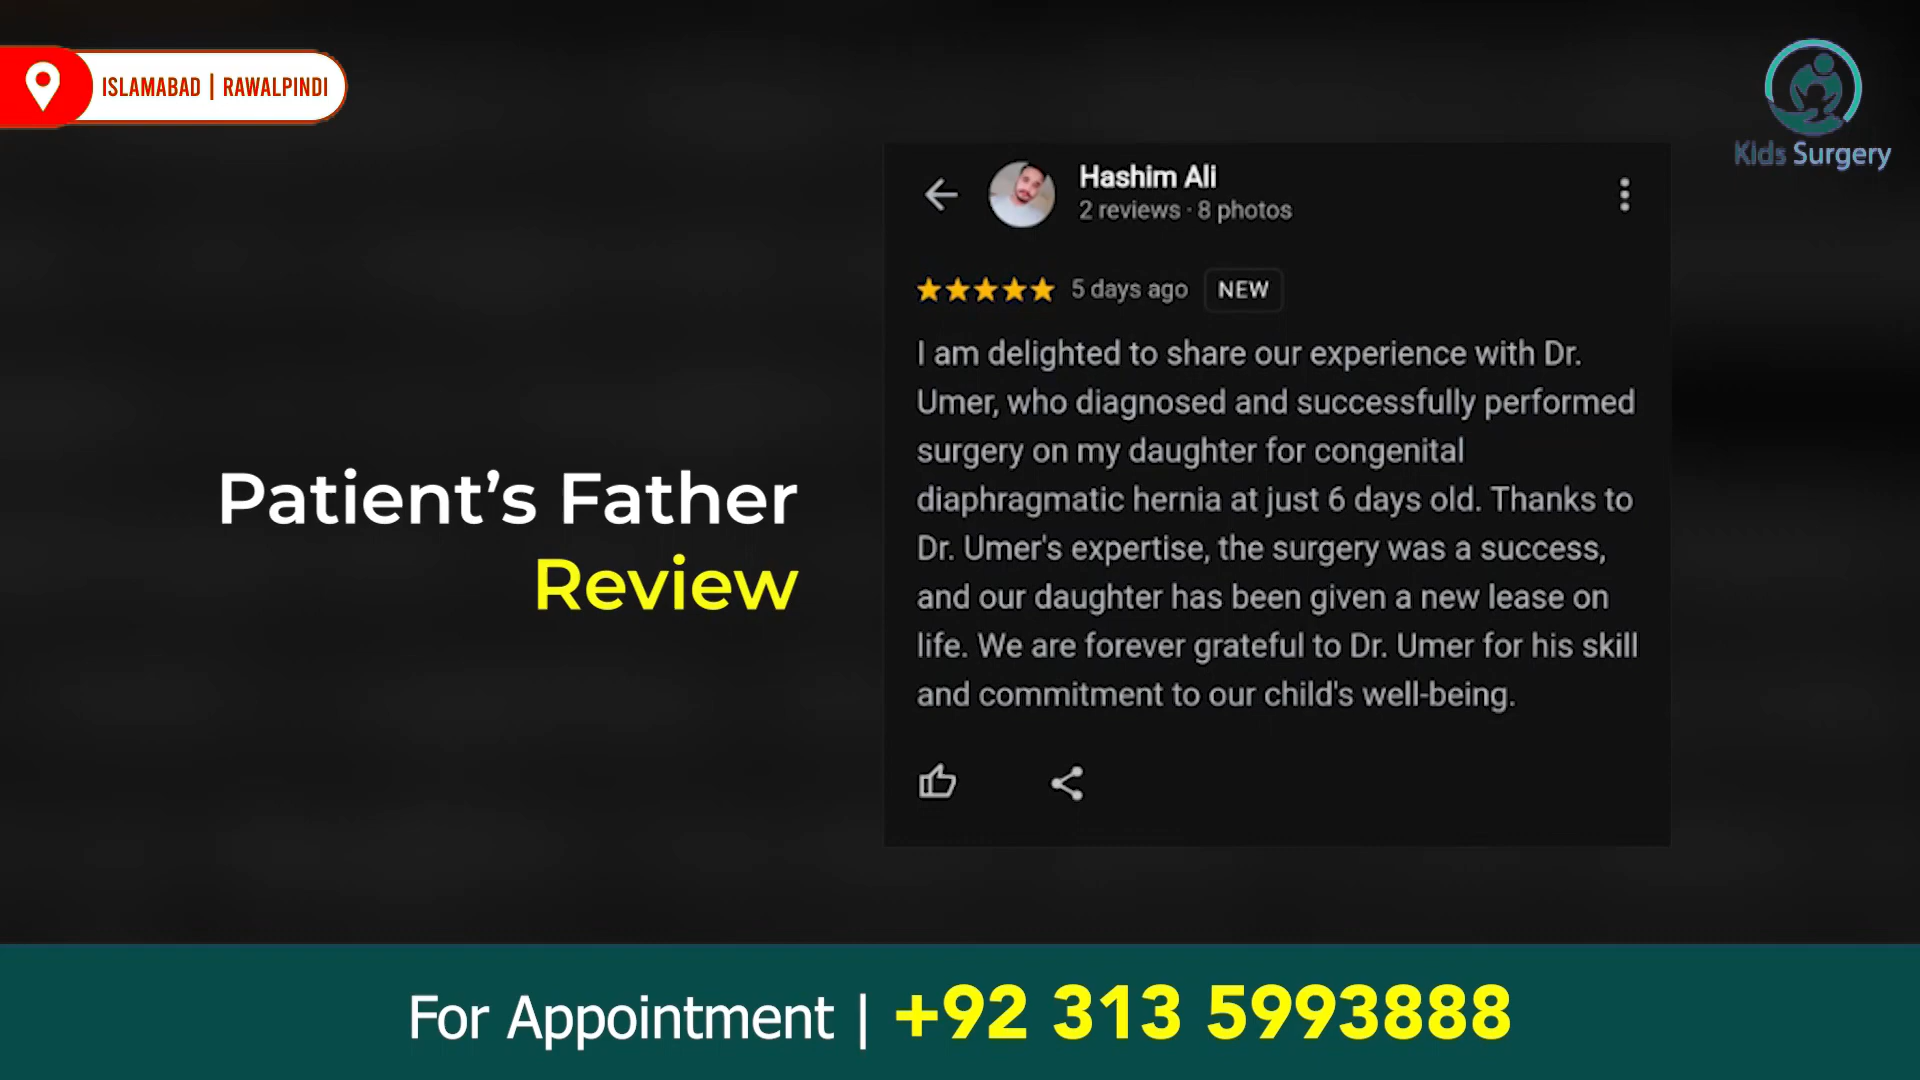 ISLAMABAD | RAWALPINDI
Kids Surgery
Patient's Father
Review
Hashim Ali
2 reviews · 8 photos
5 days ago NEW
I am delighted to share our experience with Dr.
Umer, who diagnosed and successfully performed
surgery on my daughter for congenital
diaphragmatic hernia at just 6 days old. Thanks to
Dr. Umer's expertise, the surgery was a success,
and our daughter has been given a new lease on
life. We are forever grateful to Dr. Umer for his skill
and commitment to our child's well-being.
For Appointment | +92 313 5993888